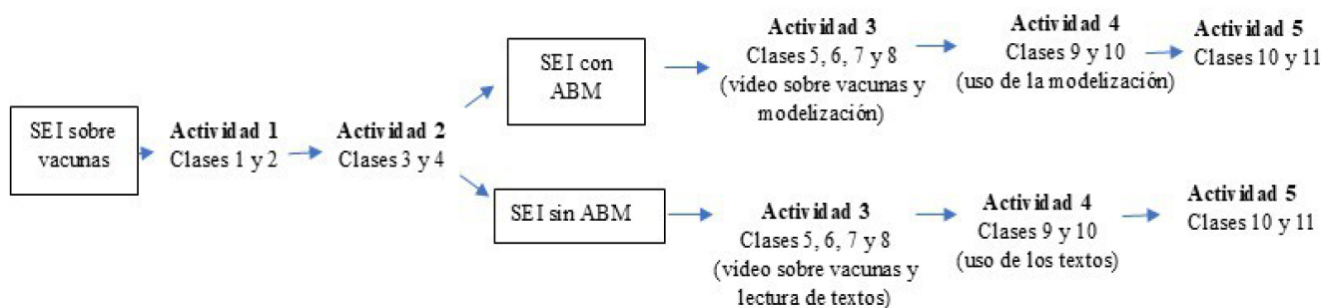 SEI sobre
vacunas
Actividad 1
Clases 1 y 2
Actividad 2
Clases 3 y 4
SEI con
ABM
Actividad 3
Clases 5, 6, 7 y 8
(vídeo sobre vacunas y
modelización)
Actividad 4
Clases 9 y 10
(uso de la modelización)
Actividad 5
Clases 10 y 11
SEI sin ABM
Actividad 3
Clases 5, 6, 7 y 8
(vídeo sobre vacunas y
lectura de textos)
Actividad 4
Clases 9 y 10
(uso de los textos)
Actividad 5
Clases 10 y 11